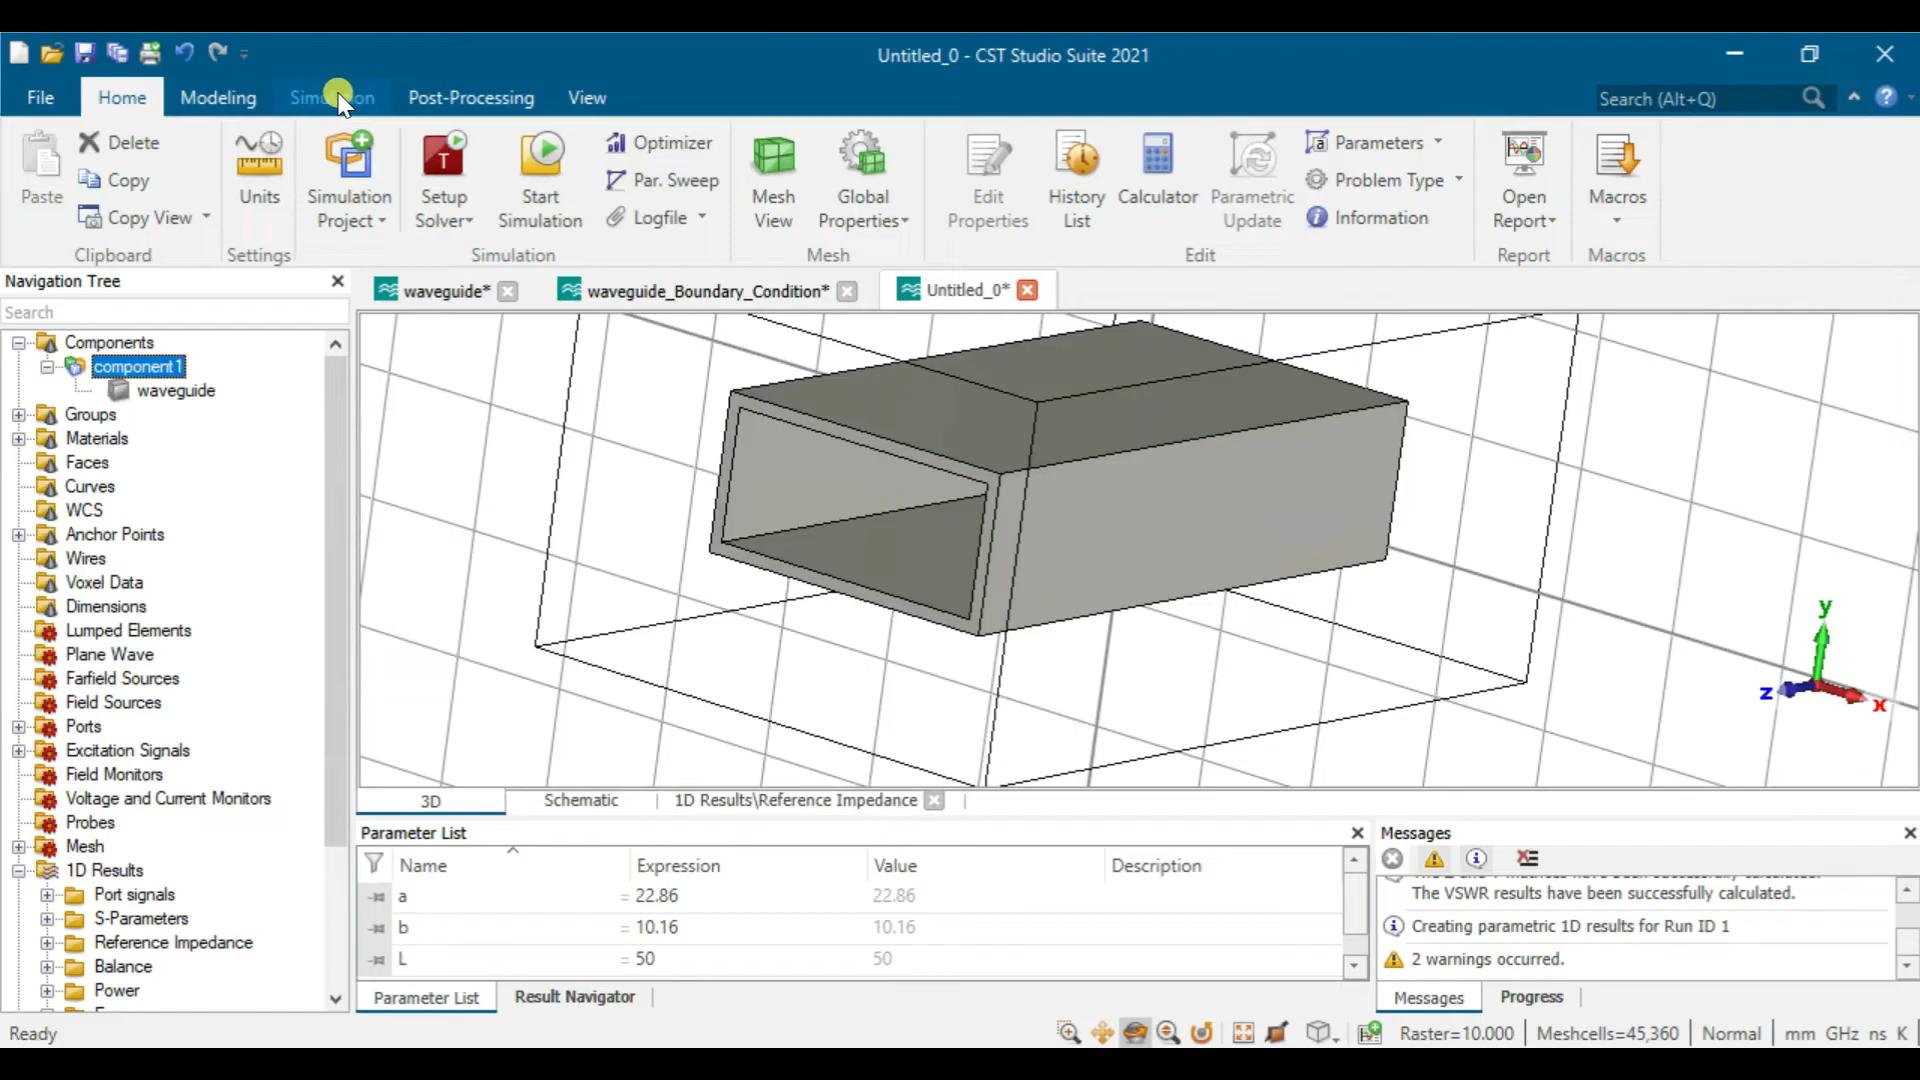 Untitled_0 - CST Studio Suite 2021
File Home Modeling Simulation Post-Processing View
Search (Alt+Q)
Paste
Delete
Copy
Copy View
Clipboard
Units
Settings
Simulation Project
Setup Solver
Start Simulation
Optimizer
Par. Sweep
Logfile
Simulation
Mesh View
Global Properties
Mesh
Edit Properties
History List
Calculator
Parametric Update
Parameters
Problem Type
Information
Edit
Open Report
Report
Macros
Macros
Navigation Tree
Search
Components
component1
waveguide
Groups
Materials
Faces
Curves
WCS
Anchor Points
Wires
Voxel Data
Dimensions
Lumped Elements
Plane Wave
Farfield Sources
Field Sources
Ports
Excitation Signals
Field Monitors
Voltage and Current Monitors
Probes
Mesh
1D Results
Port signals
S-Parameters
Reference Impedance
Balance
Power
waveguide* waveguide_Boundary_Condition* Untitled_0*
y
z
x
3D Schematic 1D Results\Reference Impedance
Parameter List
Name Expression Value Description
a = 22.86 22.86
b = 10.16 10.16
L = 50 50
Parameter List Result Navigator
Messages
The VSWR results have been successfully calculated.
Creating parametric 1D results for Run ID 1
2 warnings occurred.
Messages Progress
Ready
Raster=10.000 Meshcells=45,360 Normal mm GHz ns K